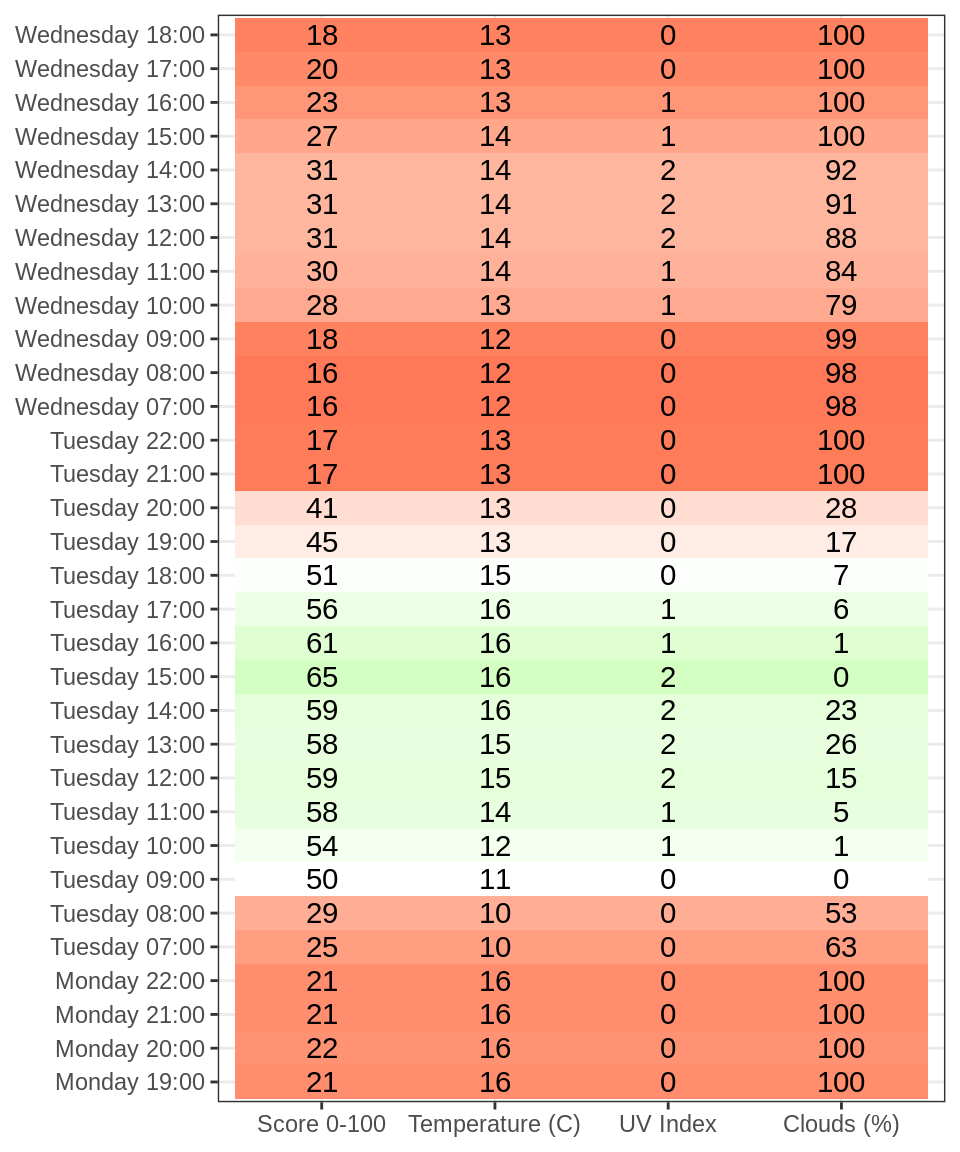 Wednesday 18:00 18 13 0 100
Wednesday 17:00 20 13 0 100
Wednesday 16:00 23 13 1 100
Wednesday 15:00 27 14 1 100
Wednesday 14:00 31 14 2 92
Wednesday 13:00 31 14 2 91
Wednesday 12:00 31 14 2 88
Wednesday 11:00 30 14 1 84
Wednesday 10:00 28 13 1 79
Wednesday 09:00 18 12 0 99
Wednesday 08:00 16 12 0 98
Wednesday 07:00 16 12 0 98
Tuesday 22:00 17 13 0 100
Tuesday 21:00 17 13 0 100
Tuesday 20:00 41 13 0 28
Tuesday 19:00 45 13 0 17
Tuesday 18:00 51 15 0 7
Tuesday 17:00 56 16 1 6
Tuesday 16:00 61 16 1 1
Tuesday 15:00 65 16 2 0
Tuesday 14:00 59 16 2 23
Tuesday 13:00 58 15 2 26
Tuesday 12:00 59 15 2 15
Tuesday 11:00 58 14 1 5
Tuesday 10:00 54 12 1 1
Tuesday 09:00 50 11 0 0
Tuesday 08:00 29 10 0 53
Tuesday 07:00 25 10 0 63
Monday 22:00 21 16 0 100
Monday 21:00 21 16 0 100
Monday 20:00 22 16 0 100
Monday 19:00 21 16 0 100
Score 0-100 Temperature (C) UV Index Clouds (%)